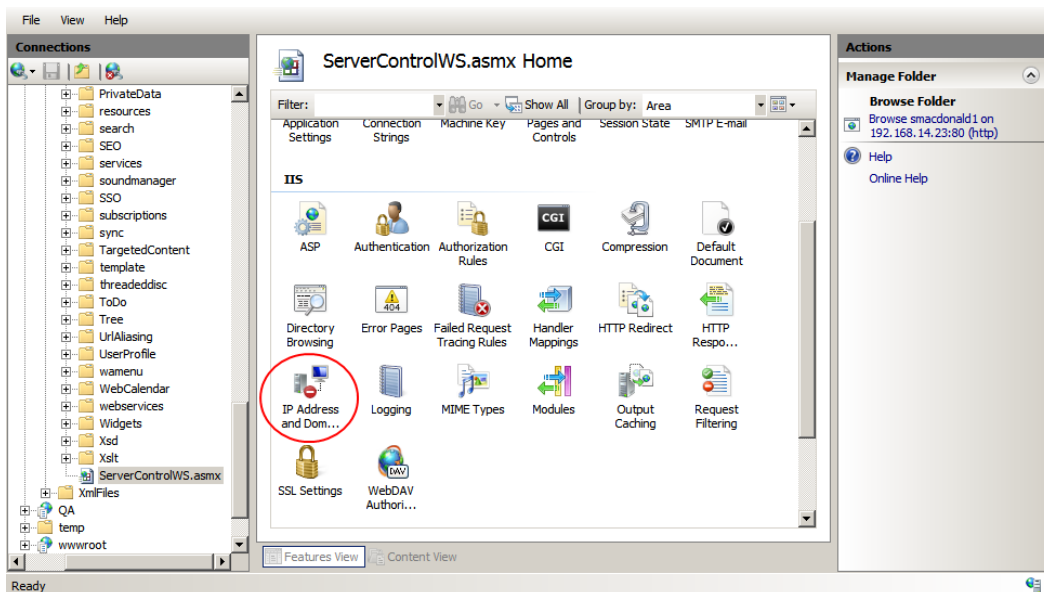 File View Help
Connections
PrivateData
resources
search
SEO
services
soundmanager
SSO
subscriptions
sync
TargetedContent
template
threadeddisc
ToDo
Tree
UrlAliasing
UserProfile
wamenu
WebCalendar
webservices
Widgets
Xsd
Xslt
ServerControlWS.asmx
XmlFiles
QA
temp
wwwroot
ServerControlWS.asmx Home
Filter: Go Show All Group by: Area
Application Connection Machine Key Pages and Session State SMTP E-mail
Settings Strings Controls
IIS
CGI
ASP Authentication Authorization CGI Compression Default
Rules Document
404
Directory Error Pages Failed Request Handler HTTP Redirect HTTP
Browsing Tracing Rules Mappings Respo...
IP Address Logging MIME Types Modules Output Request
and Dom... Caching Filtering
DAV
SSL Settings WebDAV
Authori...
Features View Content View
Actions
Manage Folder
Browse Folder
Browse smacdonald1 on
192.168.14.23:80 (http)
Help
Online Help
Ready